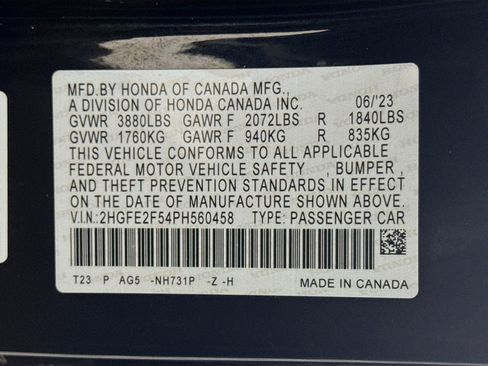 MFD.BY HONDA OF CANADA MFG.,
A DIVISION OF HONDA CANADA INC. 06/'23
GVWR 3880LBS GAWR F 2072LBS R 1840LBS
GVWR 1760KG GAWR F 940KG R 835KG
THIS VEHICLE CONFORMS TO ALL APPLICABLE
FEDERAL MOTOR VEHICLE SAFETY , BUMPER ,
AND THEFT PREVENTION STANDARDS IN EFFECT
ON THE DATE OF MANUFACTURE SHOWN ABOVE.
V.I.N.: 2HGFE2F54PH560458 TYPE: PASSENGER CAR
T23 P AG5 -NH731P -Z -H
MADE IN CANADA